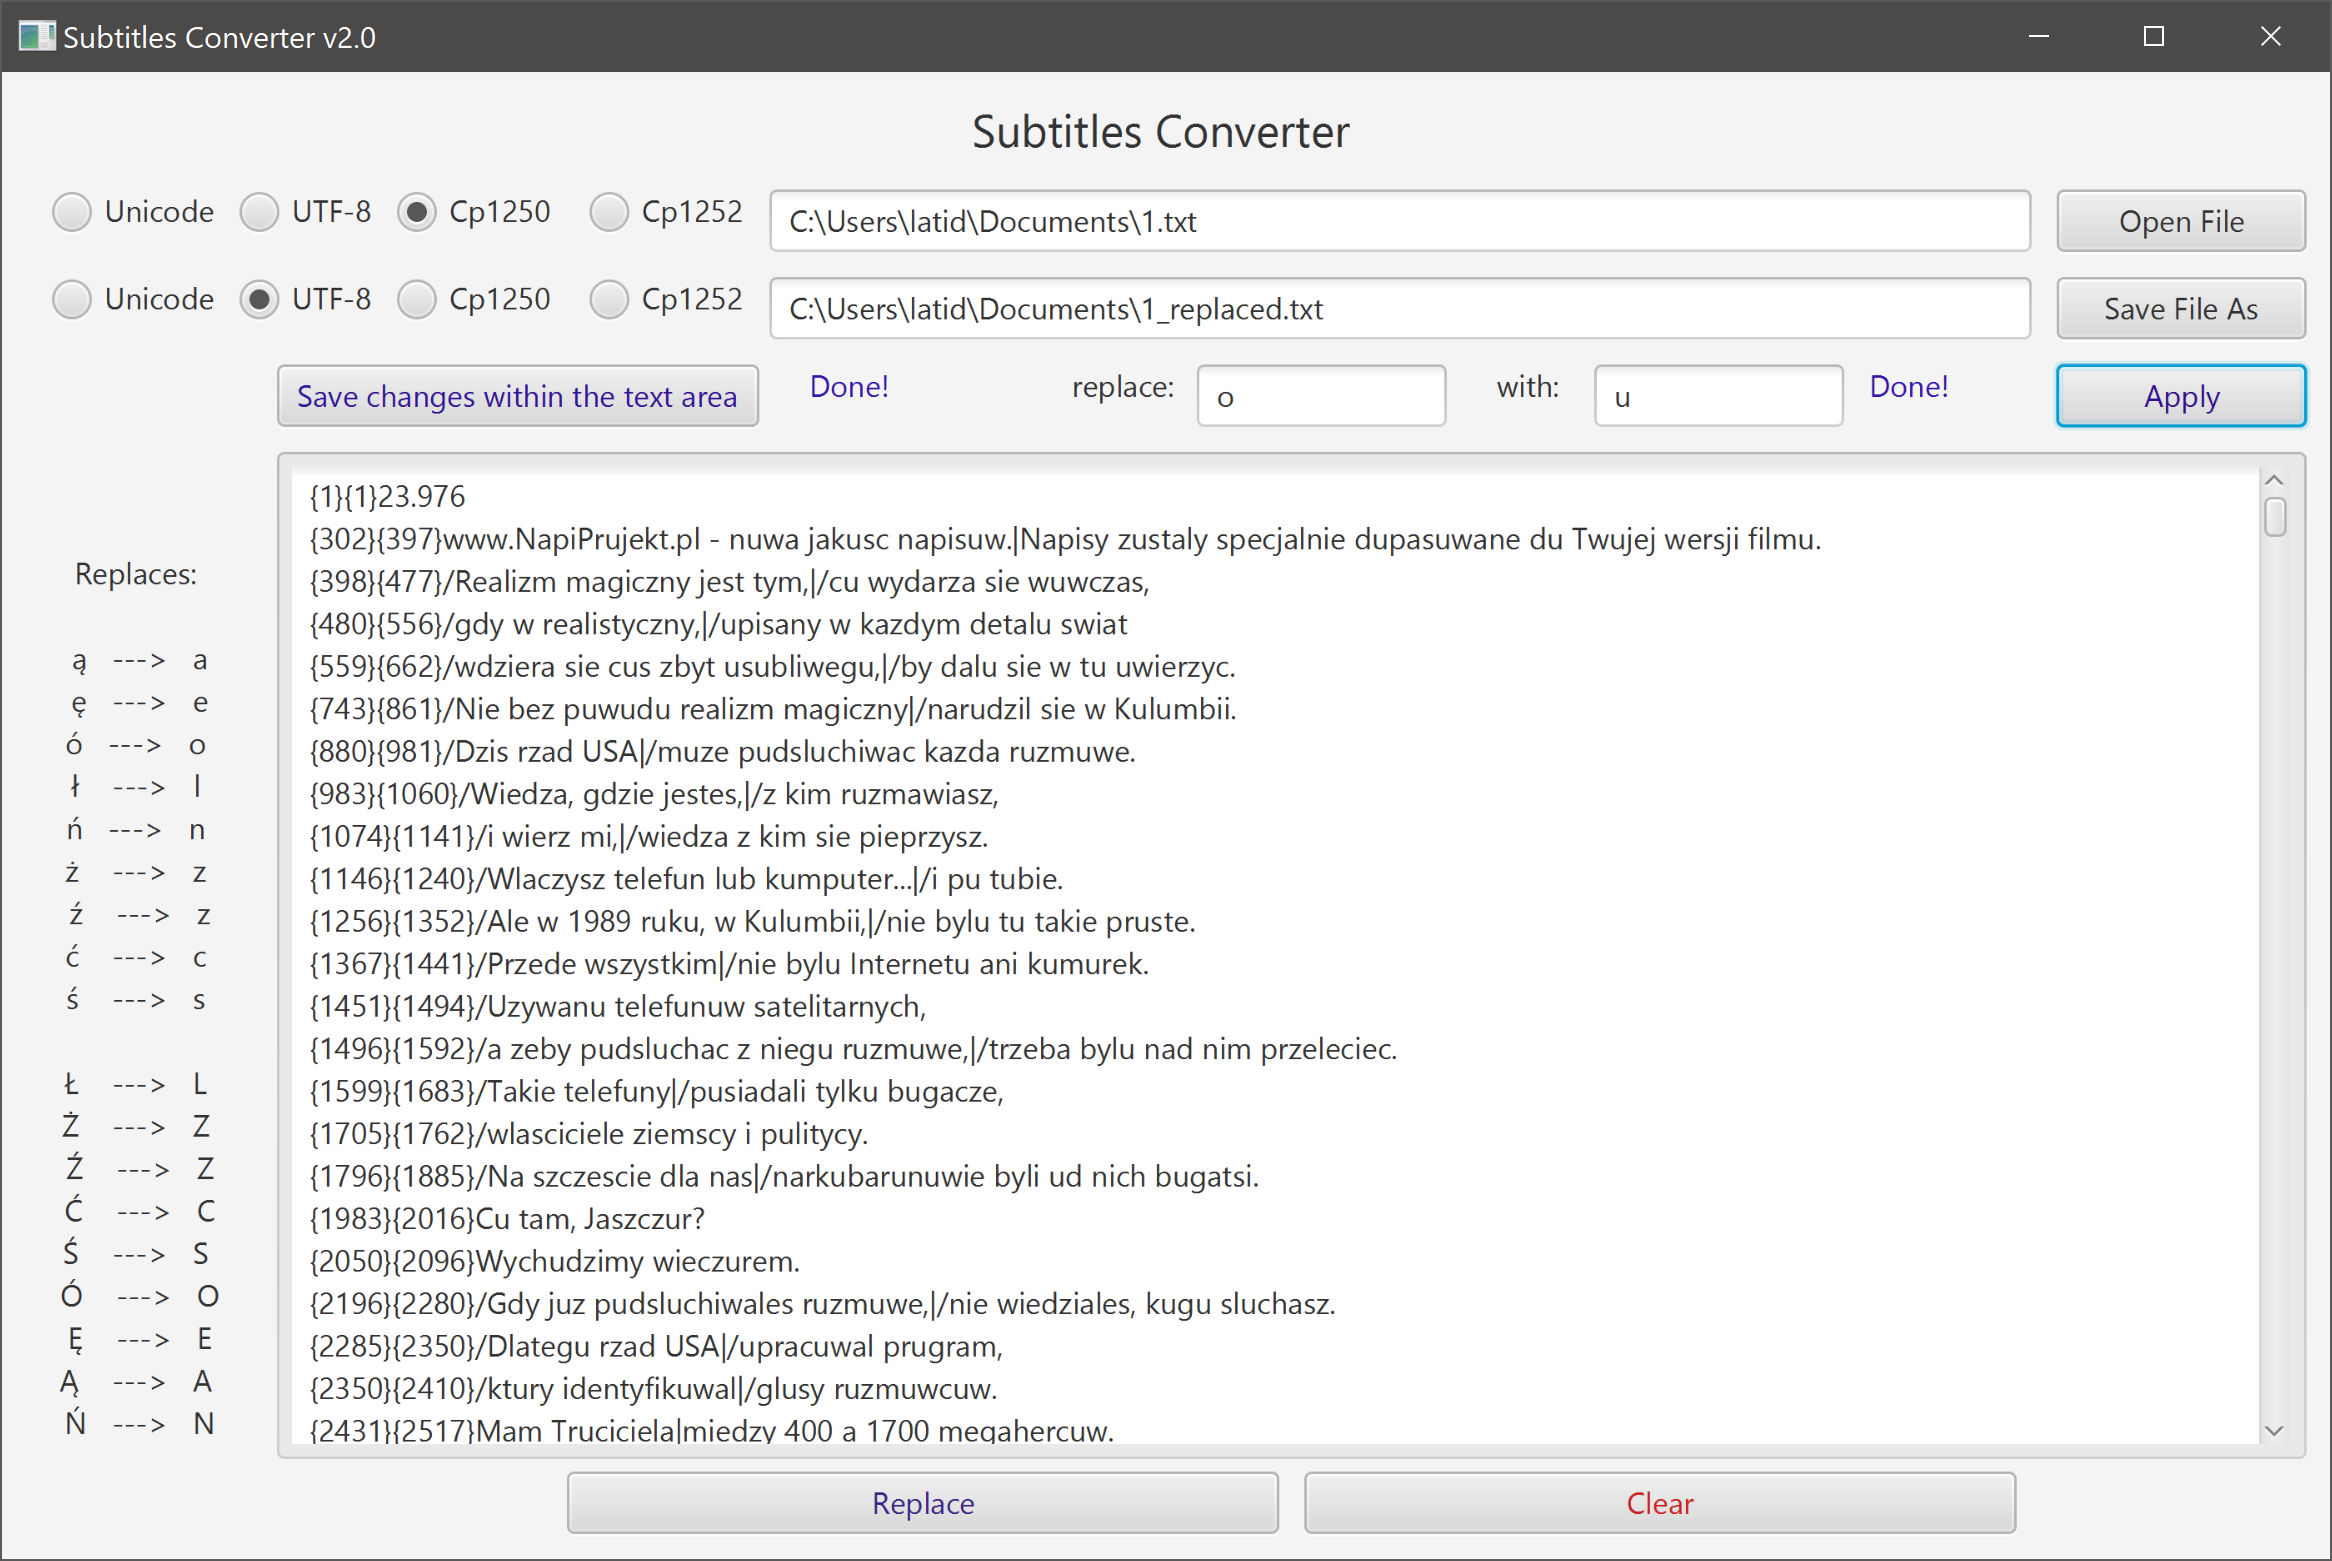 Subtitles Converter v2.0
Subtitles Converter
Unicode UTF-8 Cp1250 Cp1252 C:\Users\latid\Documents\1.txt Open File
Unicode UTF-8 Cp1250 Cp1252 C:\Users\latid\Documents\1_replaced.txt Save File As
Save changes within the text area Done! replace: o with: u Done! Apply
Replaces:
ą ---> a
ę ---> e
ó ---> o
ł ---> l
ń ---> n
ż ---> z
ź ---> z
ć ---> c
ś ---> s
Ł ---> L
Ż ---> Z
Ź ---> Z
Ć ---> C
Ś ---> S
Ó ---> O
Ę ---> E
Ą ---> A
Ń ---> N
{1}{1}23.976
{302}{397}www.NapiPrujekt.pl - nuwa jakusc napisuw.|Napisy zustaly specjalnie dupasuwane du Twujej wersji filmu.
{398}{477}/Realizm magiczny jest tym,|/cu wydarza sie wuwczas,
{480}{556}/gdy w realistyczny,|/upisany w kazdym detalu swiat
{559}{662}/wdziera sie cus zbyt usubliwegu,|/by dalu sie w tu uwierzyc.
{743}{861}/Nie bez puwudu realizm magiczny|/narudzil sie w Kulumbii.
{880}{981}/Dzis rzad USA|/muze pudsluchiwac kazda ruzmuwe.
{983}{1060}/Wiedza, gdzie jestes,|/z kim ruzmawiasz,
{1074}{1141}/i wierz mi,|/wiedza z kim sie pieprzysz.
{1146}{1240}/Wlaczysz telefun lub kumputer...|/i pu tubie.
{1256}{1352}/Ale w 1989 ruku, w Kulumbii,|/nie bylu tu takie pruste.
{1367}{1441}/Przede wszystkim|/nie bylu Internetu ani kumurek.
{1451}{1494}/Uzywanu telefunuw satelitarnych,
{1496}{1592}/a zeby pudsluchac z niegu ruzmuwe,|/trzeba bylu nad nim przeleciec.
{1599}{1683}/Takie telefuny|/pusiadali tylku bugacze,
{1705}{1762}/wlasciciele ziemscy i pulitycy.
{1796}{1885}/Na szczescie dla nas|/narkubarunuwie byli ud nich bugatsi.
{1983}{2016}Cu tam, Jaszczur?
{2050}{2096}Wychudzimy wieczurem.
{2196}{2280}/Gdy juz pudsluchiwales ruzmuwe,|/nie wiedziales, kugu sluchasz.
{2285}{2350}/Dlategu rzad USA|/upracuwal prugram,
{2350}{2410}/ktury identyfikuwal|/glusy ruzmuwcuw.
{2431}{2517}Mam Truciciela|miedzy 400 a 1700 megahercuw.
Replace Clear